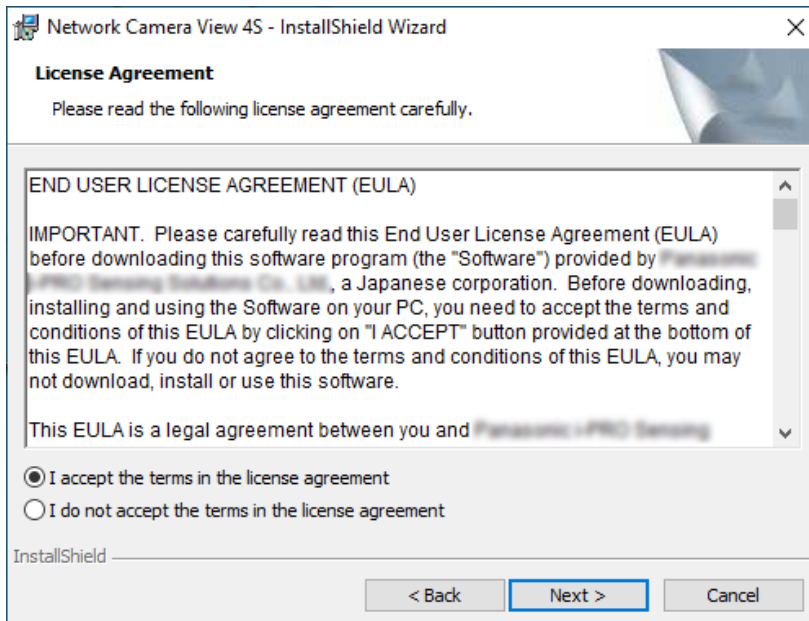 Network Camera View 4S - InstallShield Wizard
License Agreement
Please read the following license agreement carefully.
END USER LICENSE AGREEMENT (EULA)
IMPORTANT.  Please carefully read this End User License Agreement (EULA)
before downloading this software program (the "Software") provided by
, a Japanese corporation.  Before downloading,
installing and using the Software on your PC, you need to accept the terms and
conditions of this EULA by clicking on "I ACCEPT" button provided at the bottom of
this EULA.  If you do not agree to the terms and conditions of this EULA, you may
not download, install or use this software.
This EULA is a legal agreement between you and
I accept the terms in the license agreement
I do not accept the terms in the license agreement
InstallShield
< Back
Next >
Cancel